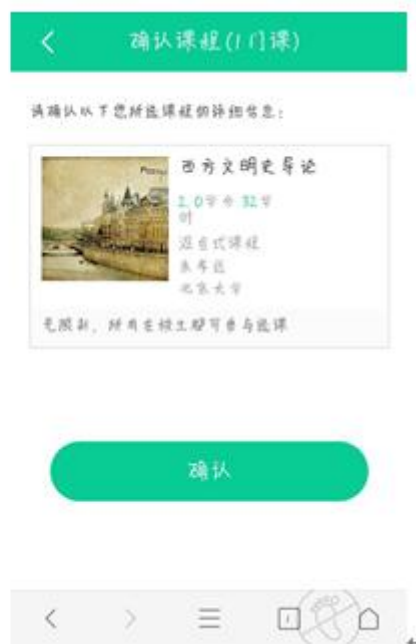 确认课程(1门课)
请确认以下您所选课程的详细信息:
西方文明史导论
2.0学分 32学
时
混合式课程
朱孝远
北京大学
无限制, 所有在校生都可参与选课
确认